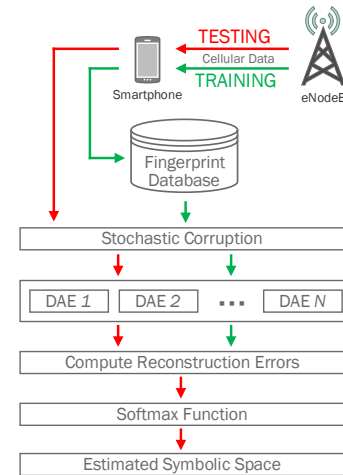 TESTING
Cellular Data
TRAINING
Smartphone
eNodeB
Fingerprint
Database
Stochastic Corruption
DAE 1 DAE 2 ... DAE N
Compute Reconstruction Errors
Softmax Function
Estimated Symbolic Space